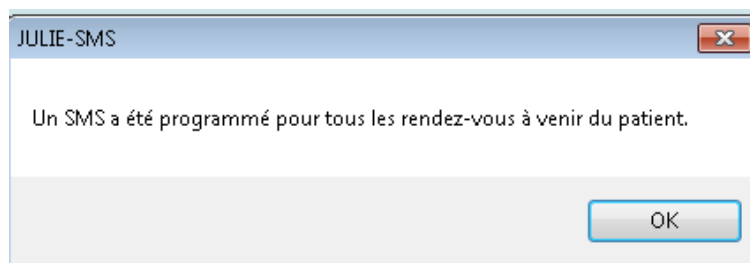 JULIE-SMS
Un SMS a été programmé pour tous les rendez-vous à venir du patient.
OK